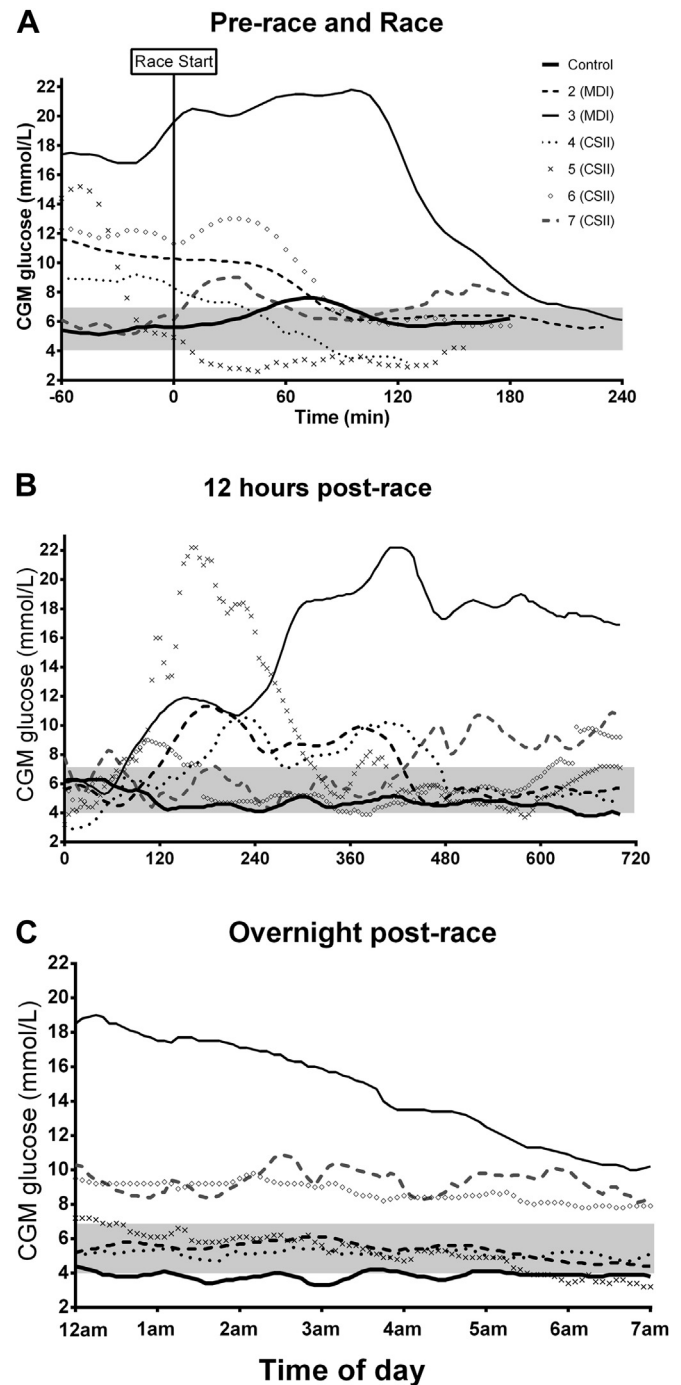 A
Pre-race and Race
Race Start
CGM glucose (mmol/L)
22
20
18
16
14
12
10
8
6
4
2
-60 0 60 120 180 240
Time (min)
Control
2 (MDI)
3 (MDI)
4 (CSII)
5 (CSII)
6 (CSII)
7 (CSII)
B
12 hours post-race
CGM glucose (mmol/L)
22
20
18
16
14
12
10
8
6
4
2
0 120 240 360 480 600 720
C
Overnight post-race
CGM glucose (mmol/L)
22
20
18
16
14
12
10
8
6
4
2
12am 1am 2am 3am 4am 5am 6am 7am
Time of day